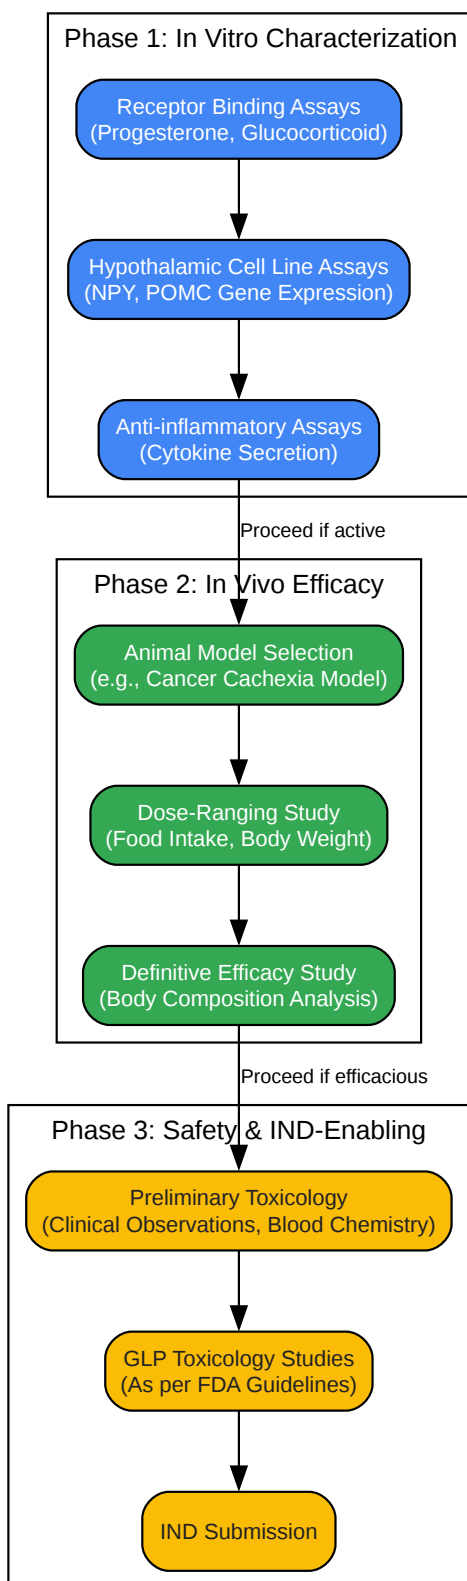 Phase 1: In Vitro Characterization
Receptor Binding Assays
(Progesterone, Glucocorticoid)
Hypothalamic Cell Line Assays
(NPY, POMC Gene Expression)
Anti-inflammatory Assays
(Cytokine Secretion)
Proceed if active
Phase 2: In Vivo Efficacy
Animal Model Selection
(e.g., Cancer Cachexia Model)
Dose-Ranging Study
(Food Intake, Body Weight)
Definitive Efficacy Study
(Body Composition Analysis)
Proceed if efficacious
Phase 3: Safety & IND-Enabling
Preliminary Toxicology
(Clinical Observations, Blood Chemistry)
GLP Toxicology Studies
(As per FDA Guidelines)
IND Submission